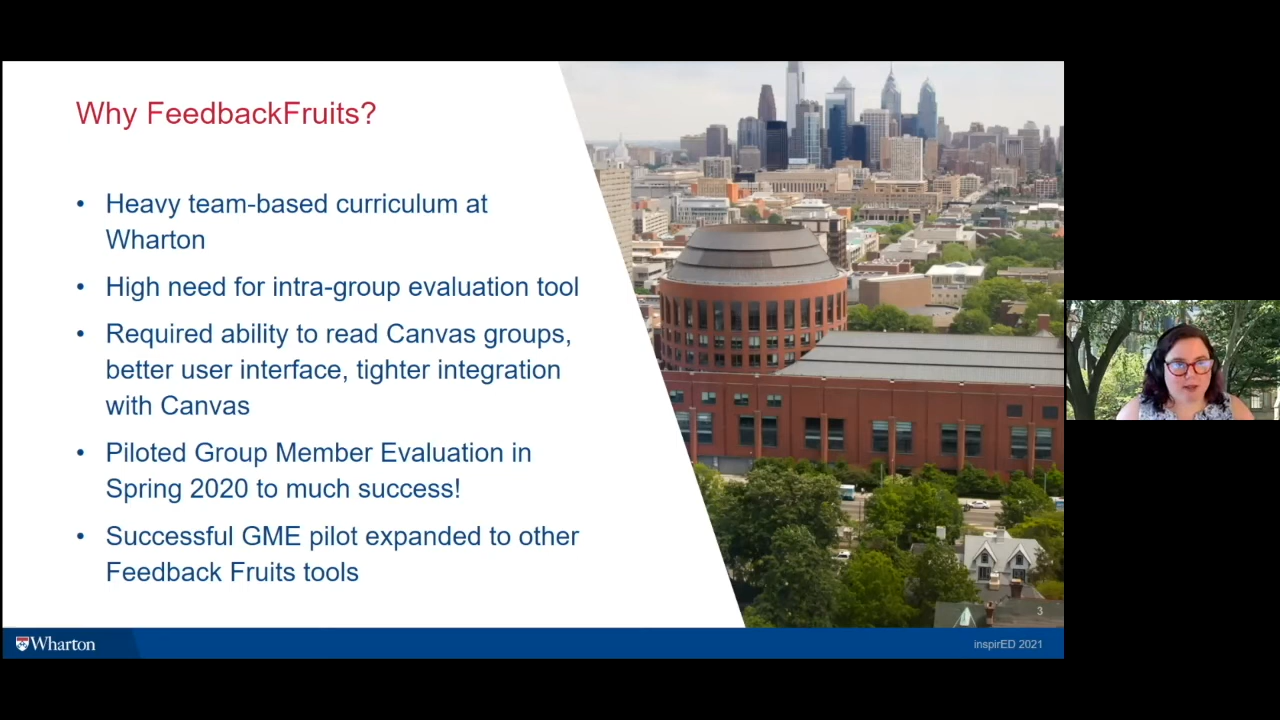 Why FeedbackFruits?
• Heavy team-based curriculum at
Wharton
• High need for intra-group evaluation tool
• Required ability to read Canvas groups,
better user interface, tighter integration
with Canvas
• Piloted Group Member Evaluation in
Spring 2020 to much success!
• Successful GME pilot expanded to other
Feedback Fruits tools
3
Wharton
inspirED 2021